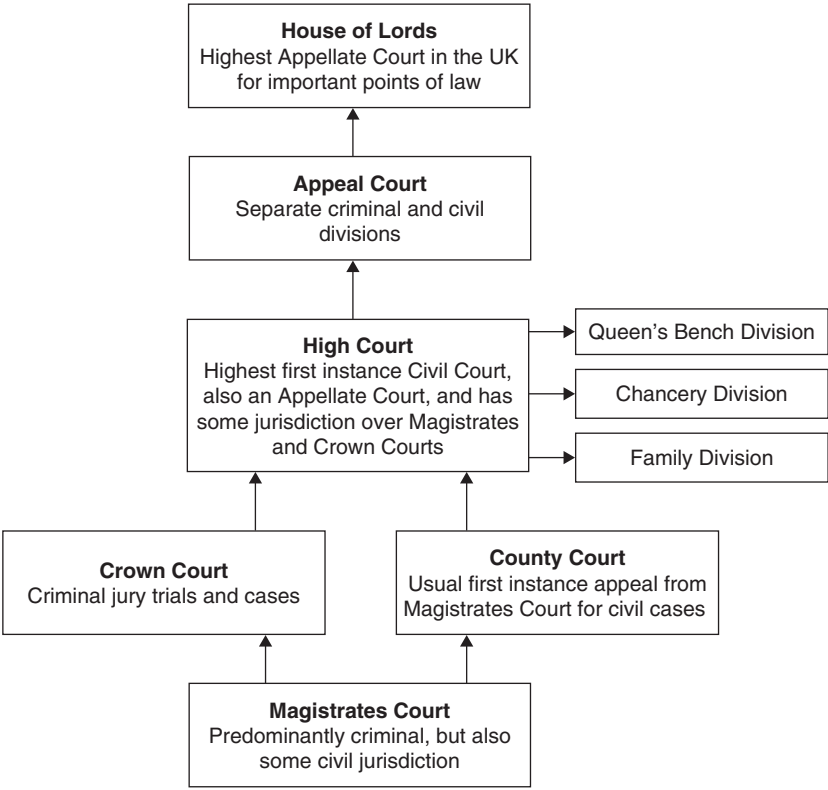 House of Lords
Highest Appellate Court in the UK
for important points of law
Appeal Court
Separate criminal and civil
divisions
High Court
Highest first instance Civil Court,
also an Appellate Court, and has
some jurisdiction over Magistrates
and Crown Courts
Queen's Bench Division
Chancery Division
Family Division
Crown Court
Criminal jury trials and cases
County Court
Usual first instance appeal from
Magistrates Court for civil cases
Magistrates Court
Predominantly criminal, but also
some civil jurisdiction